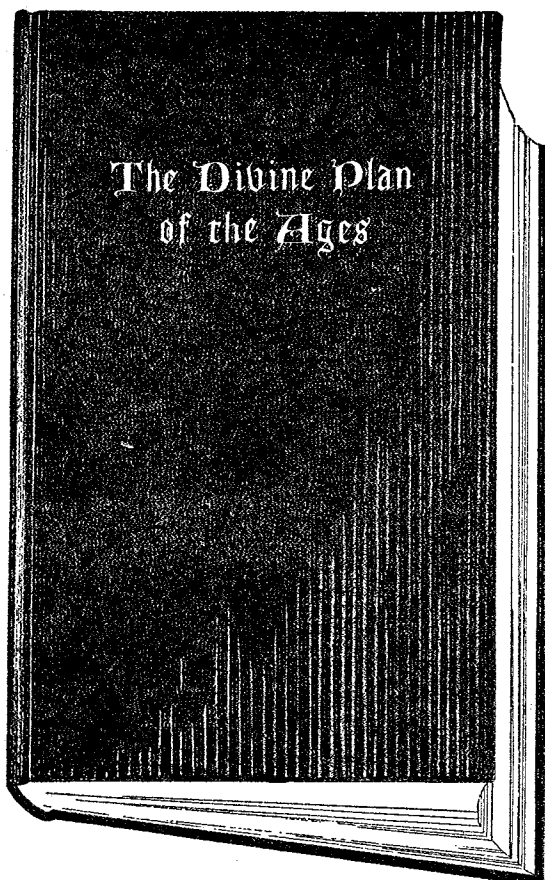 The Divine Plan
of the Ages